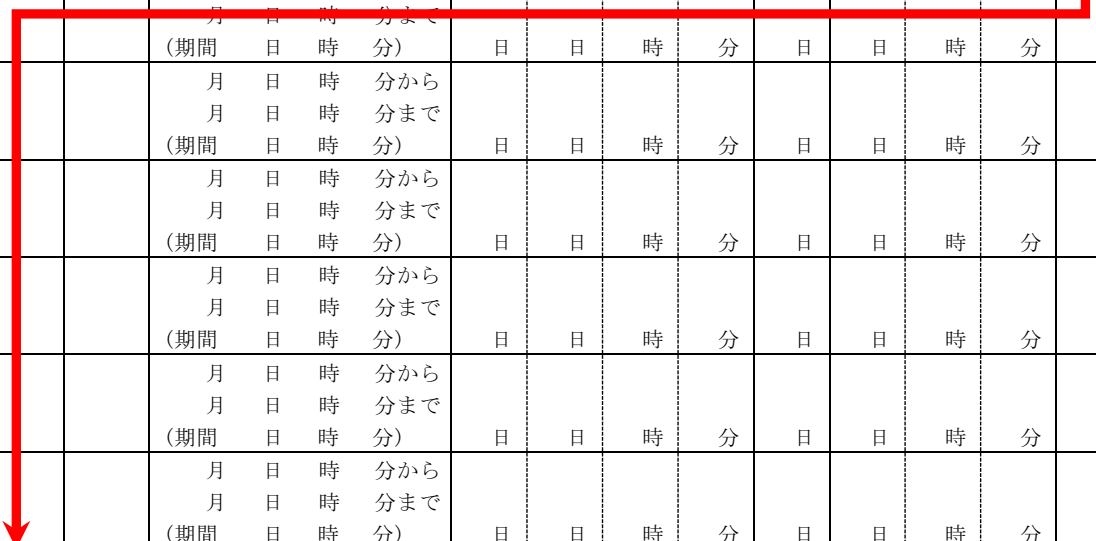 月 日 時 分まで
(期間 日 時 分) 日 日 時 分 日 日 時 分
月 日 時 分から
月 日 時 分まで
(期間 日 時 分) 日 日 時 分 日 日 時 分
月 日 時 分から
月 日 時 分まで
(期間 日 時 分) 日 日 時 分 日 日 時 分
月 日 時 分から
月 日 時 分まで
(期間 日 時 分) 日 日 時 分 日 日 時 分
月 日 時 分から
月 日 時 分まで
(期間 日 時 分) 日 日 時 分 日 日 時 分
月 日 時 分から
月 日 時 分まで
(期間 日 時 分) 日 日 時 分 日 日 時 分